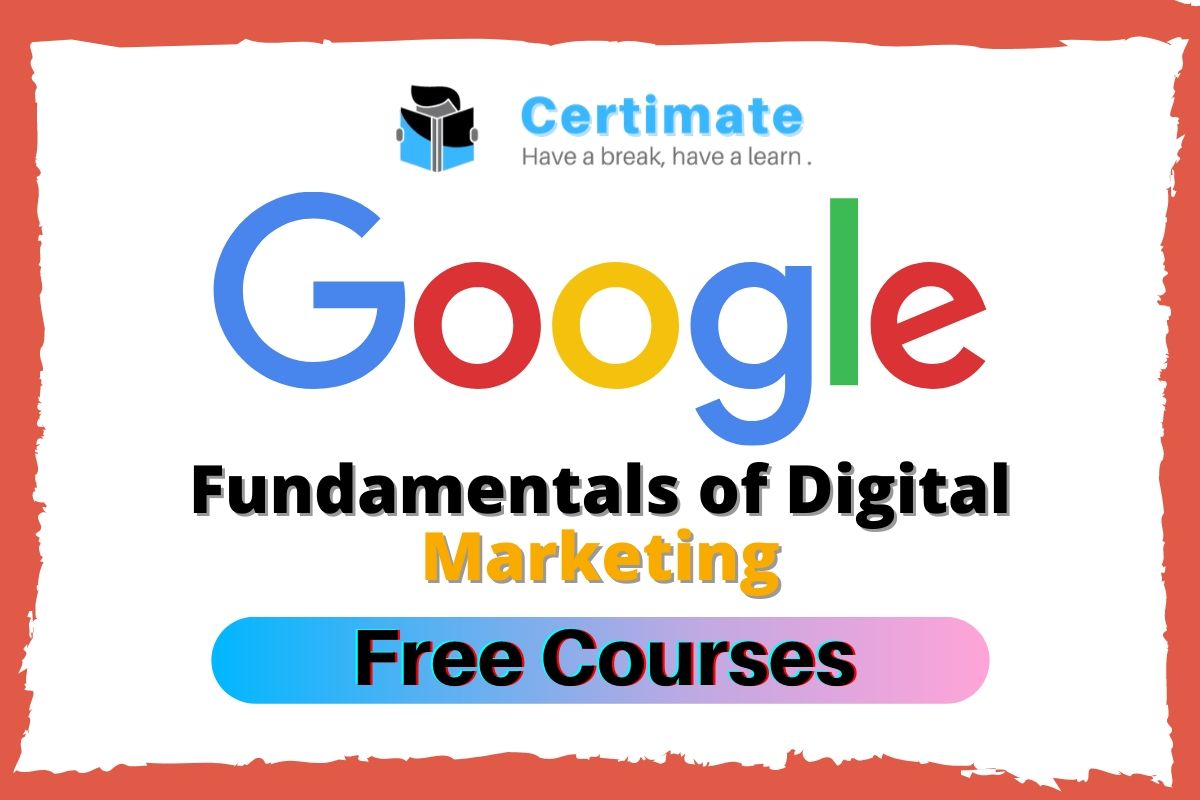 Certimate
Have a break, have a learn .
Google
Fundamentals of Digital
Marketing
Free Courses